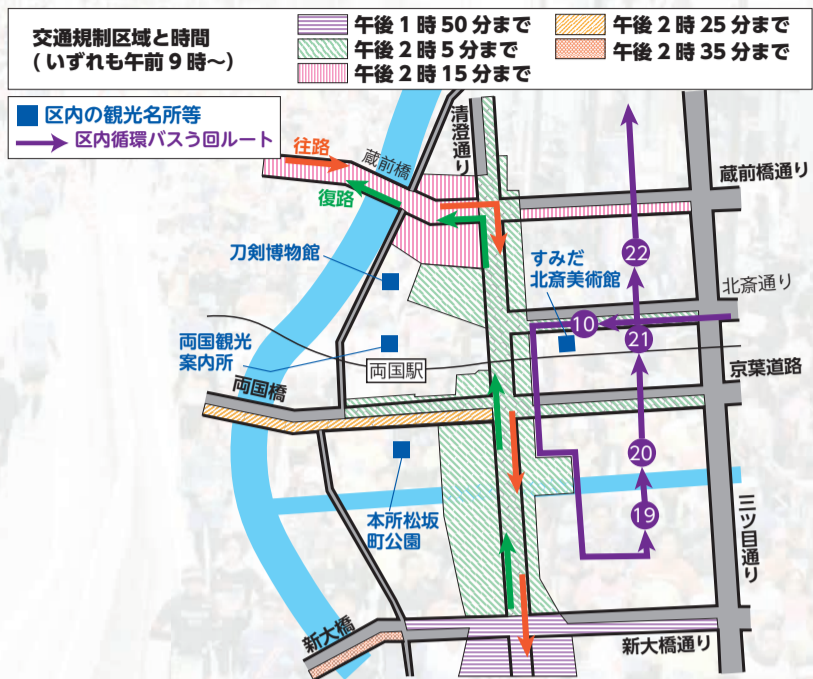 交通規制区域と時間
(いずれも午前9時〜)
午後1時50分まで
午後2時5分まで
午後2時15分まで
午後2時25分まで
午後2時35分まで
区内の観光名所等
区内循環バスう回ルート
往路
蔵前橋
清澄通り
復路
蔵前橋通り
刀剣博物館
すみだ
北斎美術館
22
北斎通り
10
21
両国観光
案内所
両国駅
京葉道路
両国橋
20
本所松坂
町公園
19
三ツ目通り
新大橋
新大橋通り